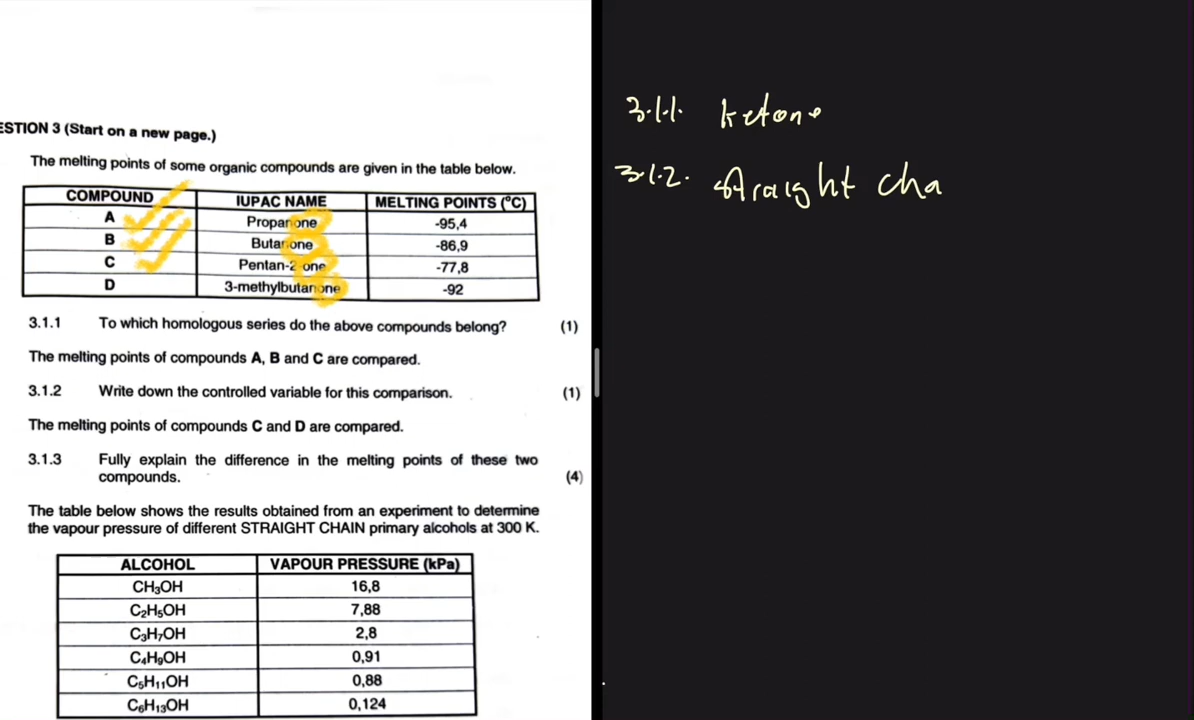 ESTION 3 (Start on a new page.)
The melting points of some organic compounds are given in the table below.
COMPOUND IUPAC NAME MELTING POINTS (°C)
A Propanone -95,4
B Butanone -86,9
C Pentan-2 one -77,8
D 3-methylbutanone -92
3.1.1 To which homologous series do the above compounds belong? (1)
The melting points of compounds A, B and C are compared.
3.1.2 Write down the controlled variable for this comparison. (1)
The melting points of compounds C and D are compared.
3.1.3 Fully explain the difference in the melting points of these two
compounds. (4)
The table below shows the results obtained from an experiment to determine
the vapour pressure of different STRAIGHT CHAIN primary alcohols at 300 K.
ALCOHOL VAPOUR PRESSURE (kPa)
CH₃OH 16,8
C₂H₅OH 7,88
C₃H₇OH 2,8
C₄H₉OH 0,91
C₅H₁₁OH 0,88
C₆H₁₃OH 0,124
3.1.1. ketone
3.1.2. straight cha